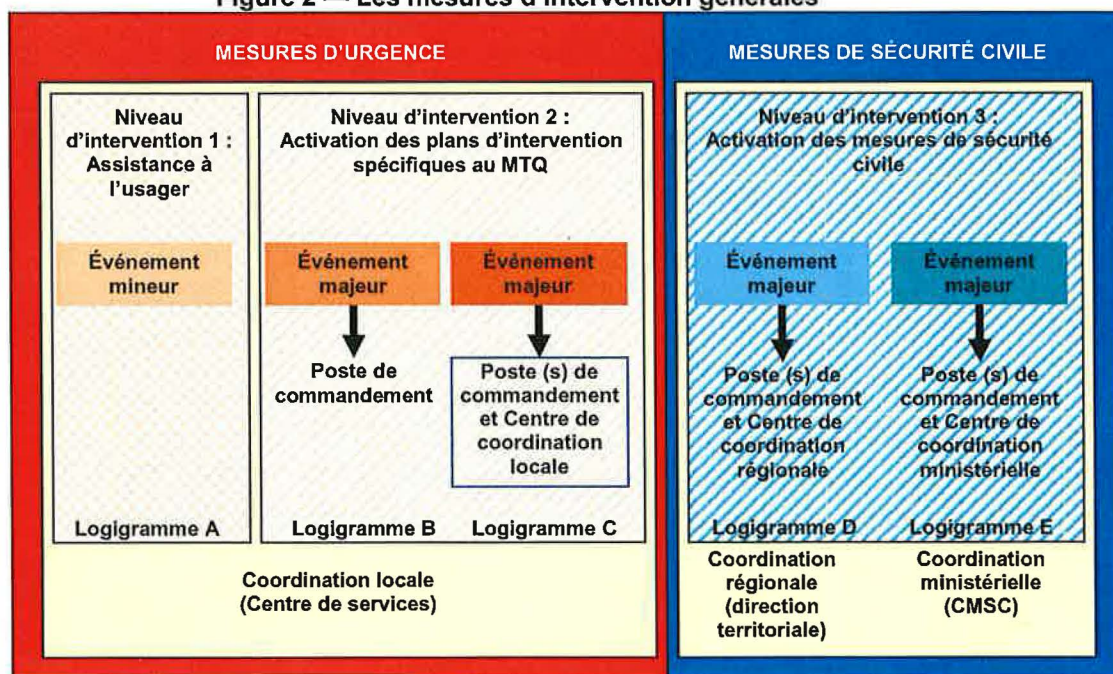 Figure 2 — Les mesures d'intervention générales
MESURES D'URGENCE
Niveau
d'intervention 1 :
Assistance à
l'usager
Événement
mineur
Logigramme A
Niveau d'intervention 2 :
Activation des plans d'intervention
spécifiques au MTQ
Événement
majeur
Poste de
commandement
Logigramme B
Événement
majeur
Poste (s) de
commandement
et Centre de
coordination
locale
Logigramme C
Coordination locale
(Centre de services)
MESURES DE SÉCURITÉ CIVILE
Niveau d'intervention 3 :
Activation des mesures de sécurité
civile
Événement
majeur
Poste (s) de
commandement
et Centre de
coordination
régionale
Logigramme D
Coordination
régionale
(direction
territoriale)
Événement
majeur
Poste (s) de
commandement
et Centre de
coordination
ministérielle
Logigramme E
Coordination
ministérielle
(CMSC)